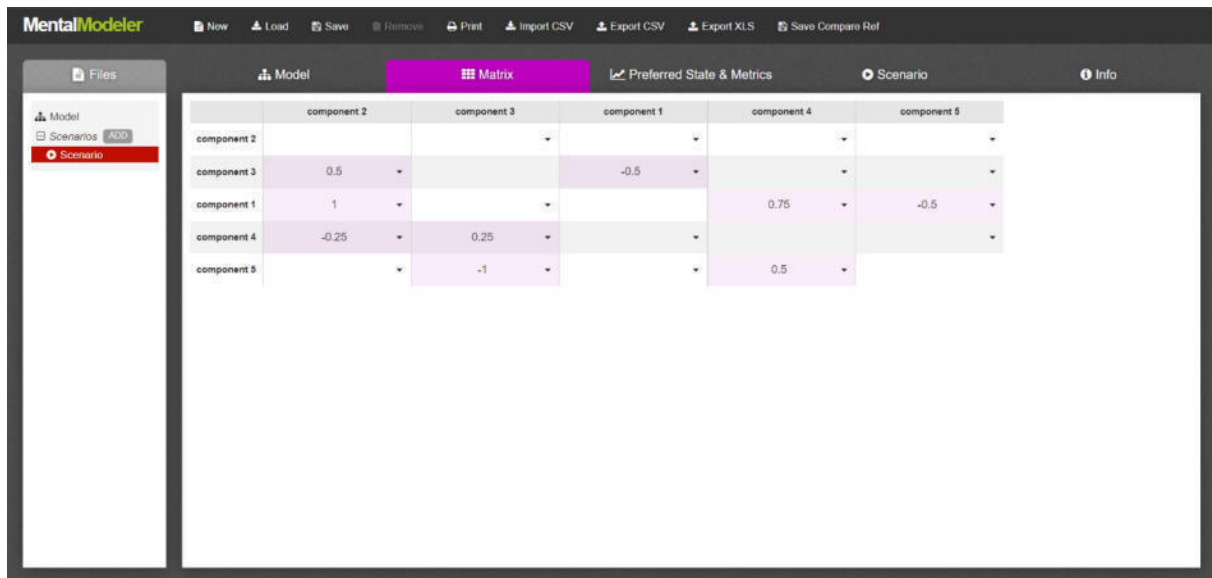 MentalModeler New Load Save Remove Print Import CSV Export CSV Export XLS Save Compare Ref
Files Model Matrix Preferred State & Metrics Scenario Info
Model
Scenarios ADD
Scenario
component 2 component 3 component 1 component 4 component 5
component 2
component 3 0.5 -0.5
component 1 1 0.75 -0.5
component 4 -0.25 0.25
component 5 -1 0.5